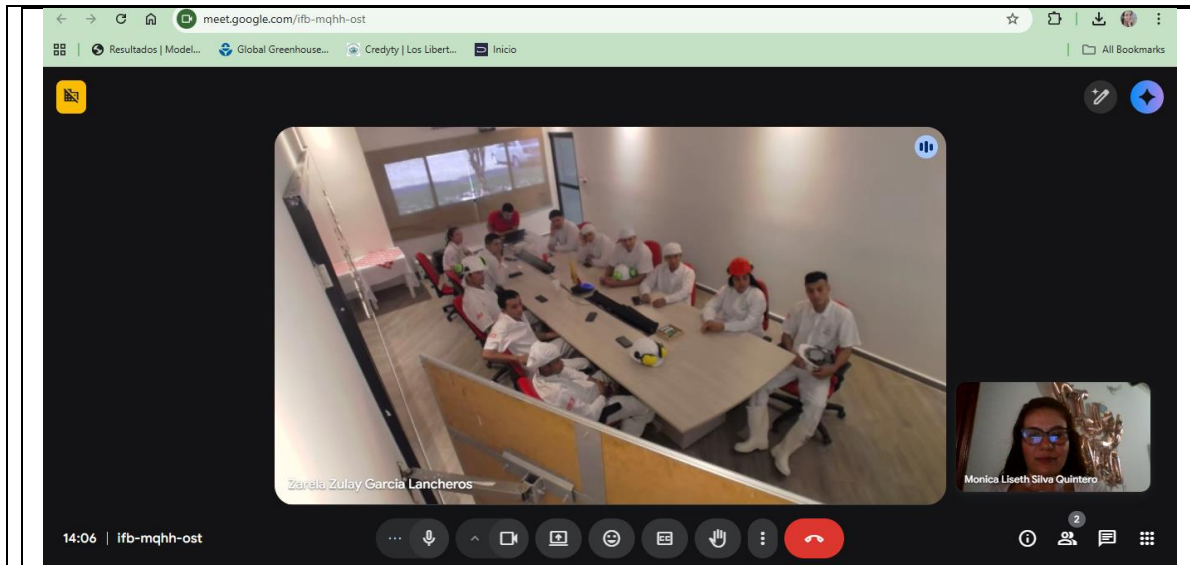 meet.google.com/ifb-mqhh-ost
Resultados | Model...
Global Greenhouse...
Credyty | Los Libert...
Inicio
All Bookmarks
Zarela Zulay Garcia Lancheros
Monica Liseth Silva Quintero
14:06 | ifb-mqhh-ost
CC
2